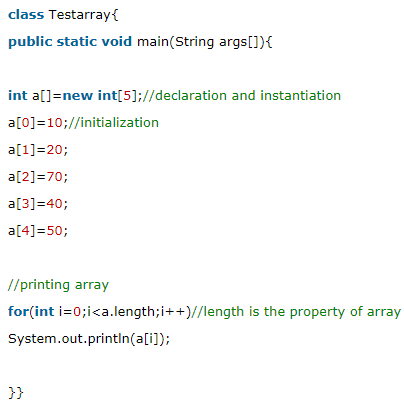 class Testarray{
public static void main(String args[]){
int a[]=new int[5];//declaration and instantiation
a[0]=10;//initialization
a[1]=20;
a[2]=70;
a[3]=40;
a[4]=50;
//printing array
for(int i=0;i<a.length;i++)//length is the property of array
System.out.println(a[i]);
}}